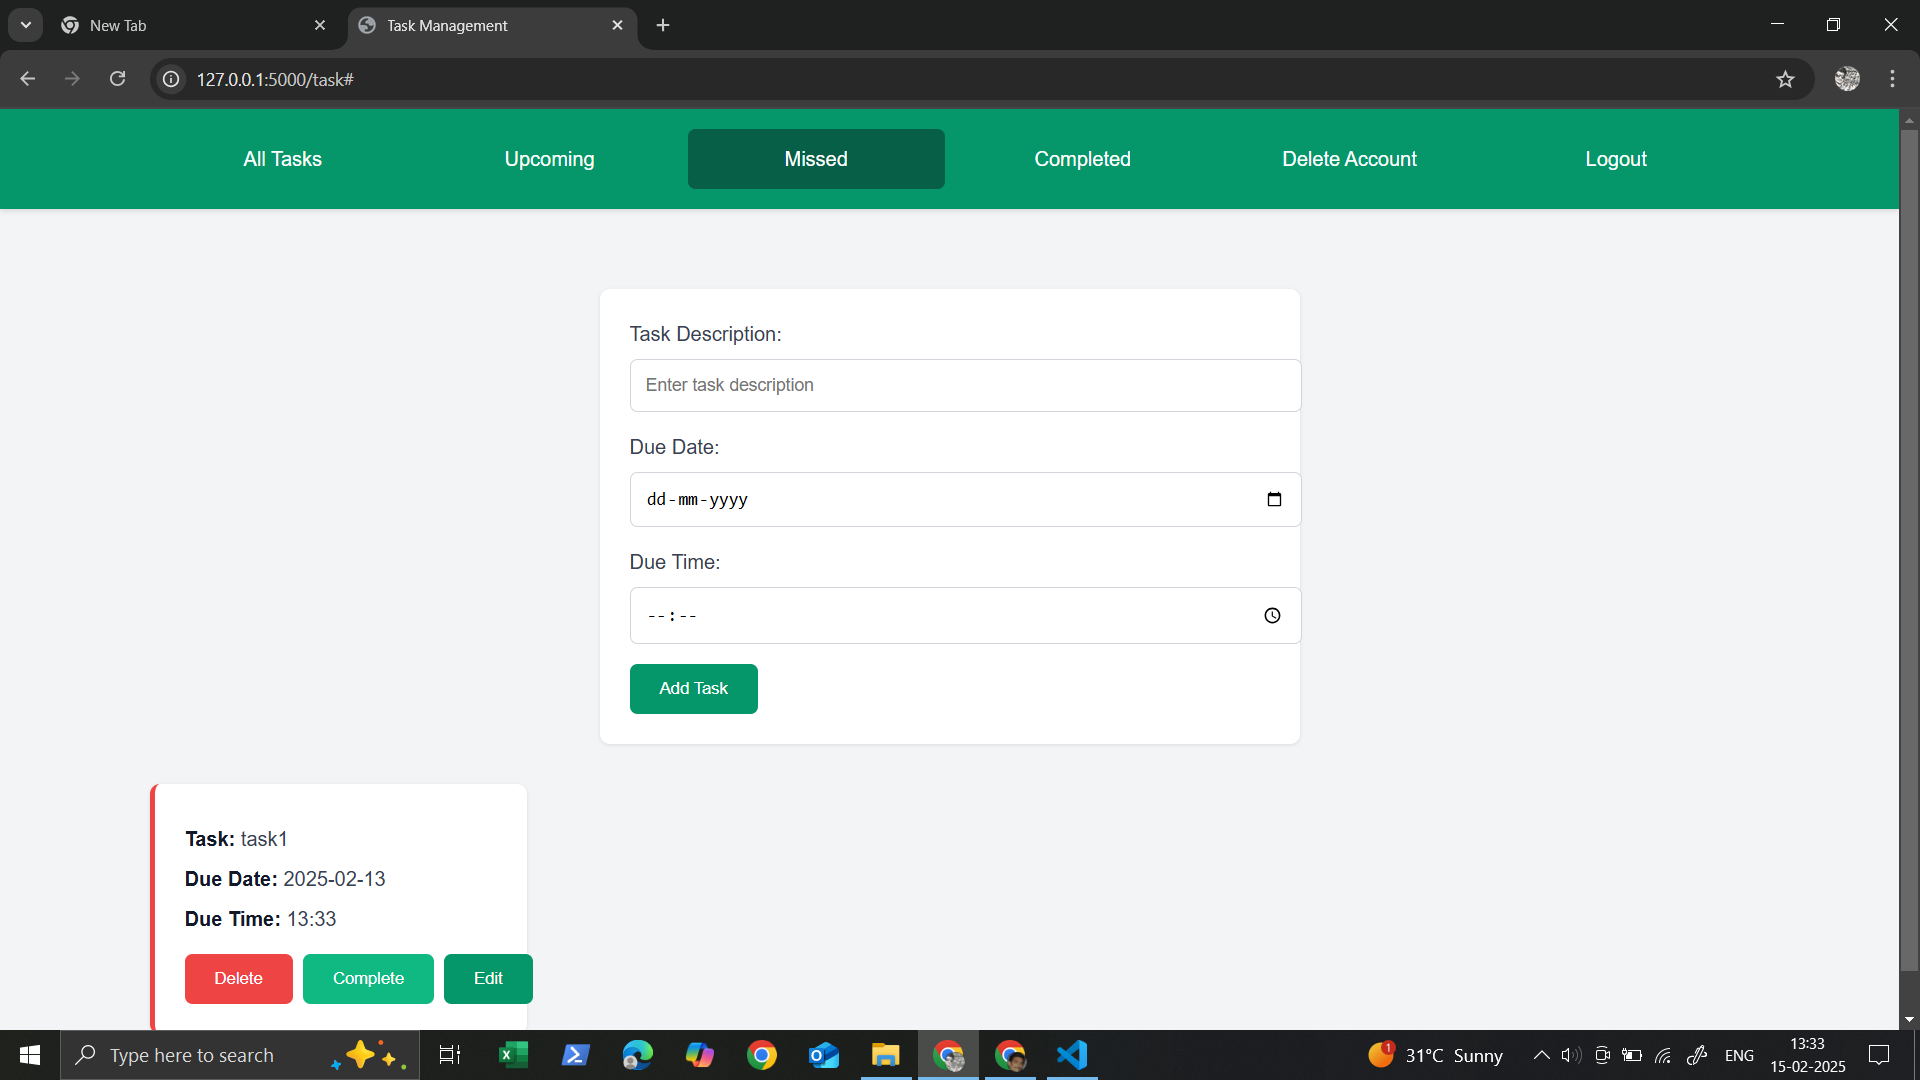 New Tab
Task Management
127.0.0.1:5000/task#
All Tasks
Upcoming
Missed
Completed
Delete Account
Logout
Task Description:
Enter task description
Due Date:
dd-mm-yyyy
Due Time:
--:--
Add Task
Task: task1
Due Date: 2025-02-13
Due Time: 13:33
Delete
Complete
Edit
Type here to search
1
31°C Sunny
ENG
13:33
15-02-2025